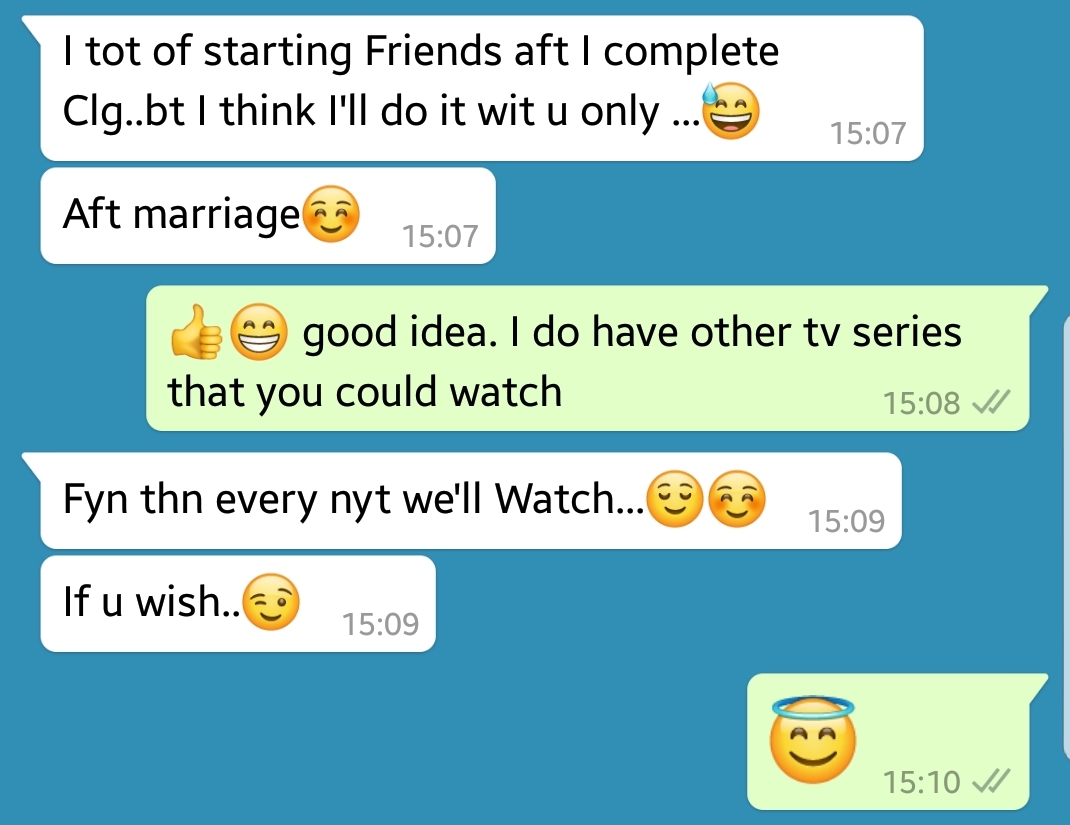 I tot of starting Friends aft I complete
Clg..bt I think I'll do it wit u only ...😅
15:07
Aft marriage☺️ 15:07
👍😁 good idea. I do have other tv series
that you could watch 15:08
Fyn thn every nyt we'll Watch...😌☺️ 15:09
If u wish..😉 15:09
😇 15:10